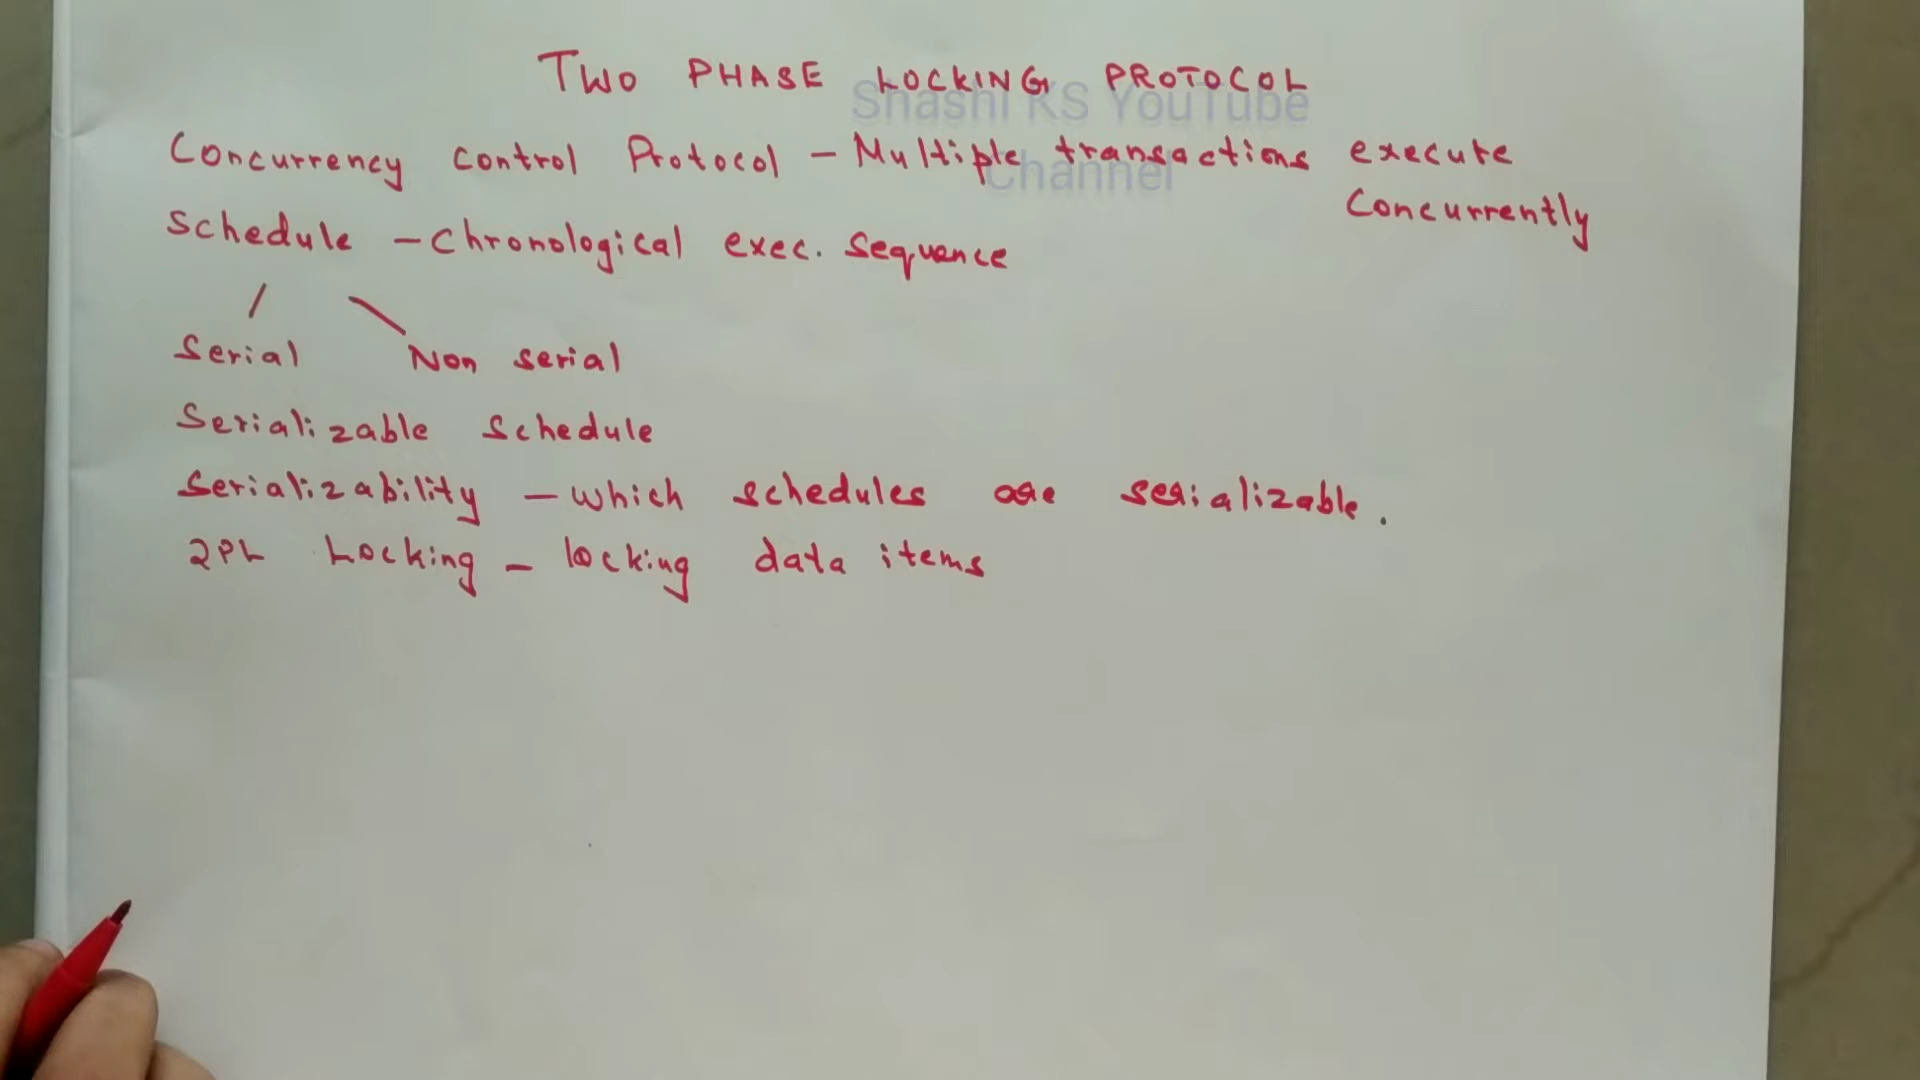 TWO PHASE LOCKING PROTOCOL
Shashi KS YouTube
Channel
Concurrency control Protocol - Multiple transactions execute
Concurrently
Schedule - chronological exec. sequence
Serial Non serial
Serializable Schedule
Serializability - which schedules are serializable.
2PL Locking - locking data items